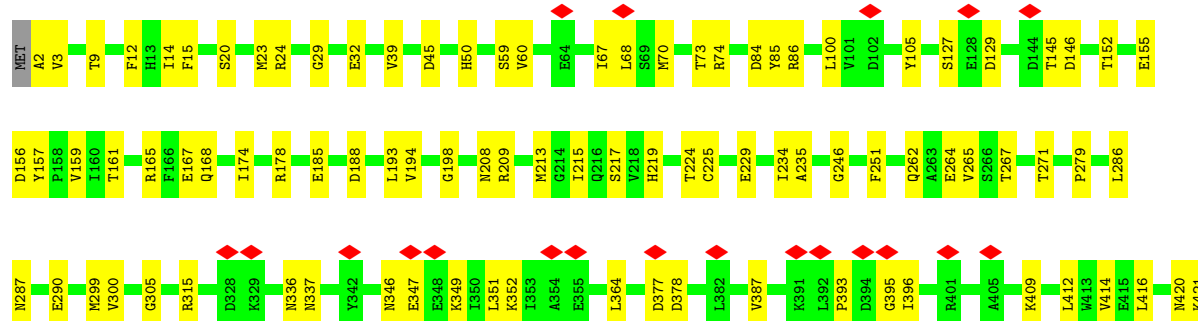 MET A2 V3 T9 F12 H13 I14 F15 S20 M23 R24 G29 E32 V39 D45 H50 S59 V60 E64 I67 L68 S69 M70 T73 R74 D84 Y85 R86 L100 V101 D102 Y105 S127 E128 D129 D144 T145 D146 T152 E155
D156 Y157 P158 V159 I160 T161 R165 F166 E167 Q168 I174 R178 E185 D188 L193 V194 G198 N208 R209 M213 G214 I215 Q216 S217 V218 H219 T224 C225 E229 I234 A235 G246 F251 Q262 A263 E264 V265 S266 T267 T271 P279 L286
N287 E290 M299 V300 G305 R315 D328 K329 N336 N337 Y342 N346 E347 E348 K349 I350 L351 K352 I353 A354 E355 L364 D377 D378 L382 V387 K391 L392 P393 D394 G395 I396 R401 A405 K409 L412 W413 V414 E415 L416 N420